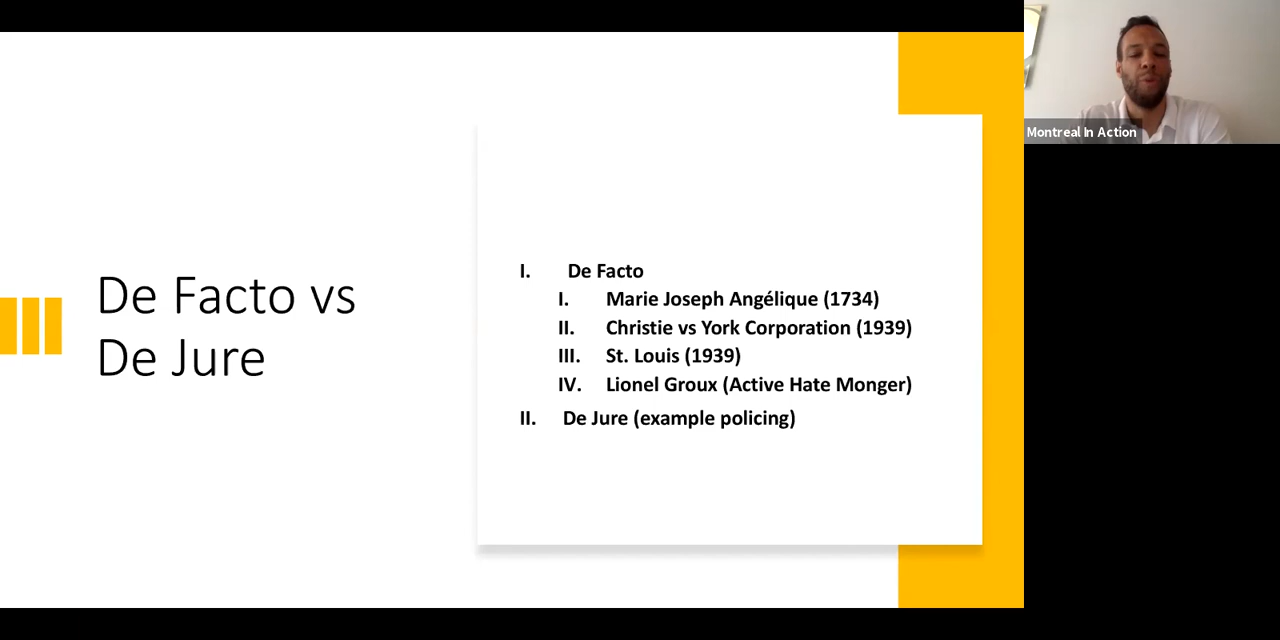 De Facto vs
De Jure
I. De Facto
I. Marie Joseph Angélique (1734)
II. Christie vs York Corporation (1939)
III. St. Louis (1939)
IV. Lionel Groux (Active Hate Monger)
II. De Jure (example policing)
Montreal In Action